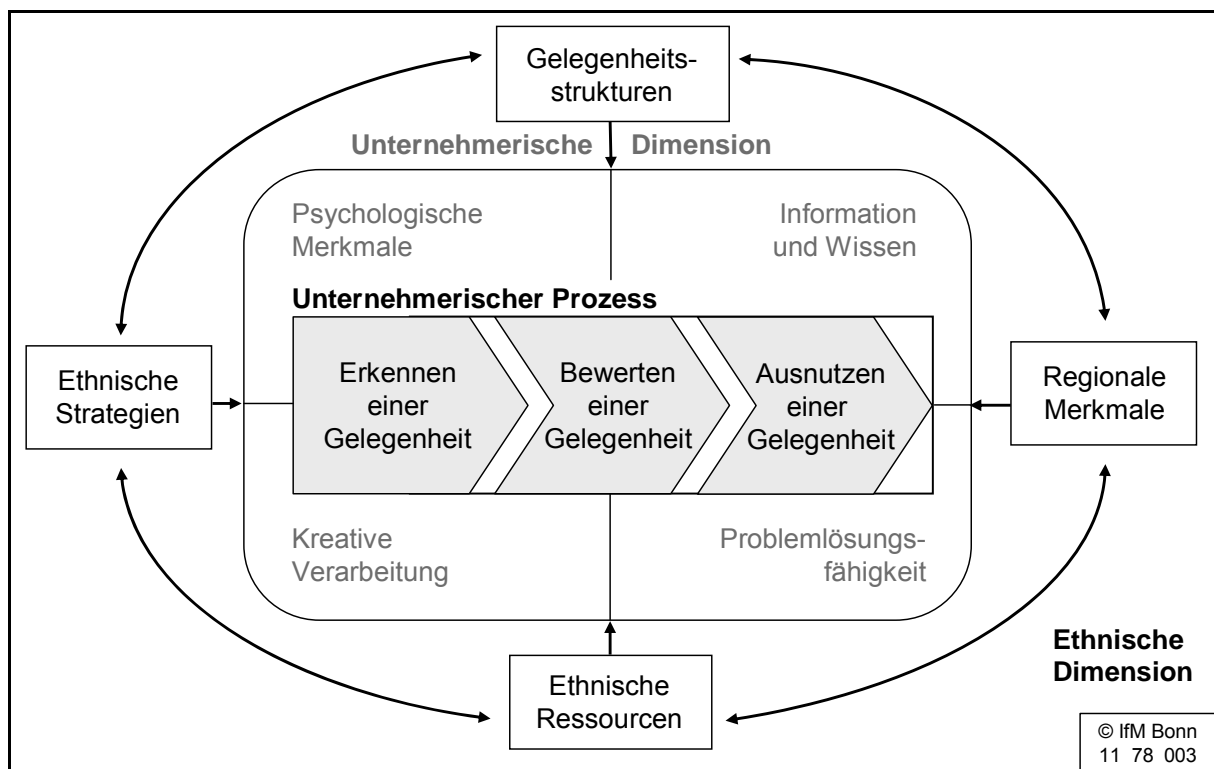 Gelegenheits-
strukturen
Unternehmerische Dimension
Psychologische
Merkmale
Information
und Wissen
Unternehmerischer Prozess
Ethnische
Strategien
Erkennen
einer
Gelegenheit
Bewerten
einer
Gelegenheit
Ausnutzen
einer
Gelegenheit
Regionale
Merkmale
Kreative
Verarbeitung
Problemlösungs-
fähigkeit
Ethnische
Ressourcen
Ethnische
Dimension
© IfM Bonn
11 78 003